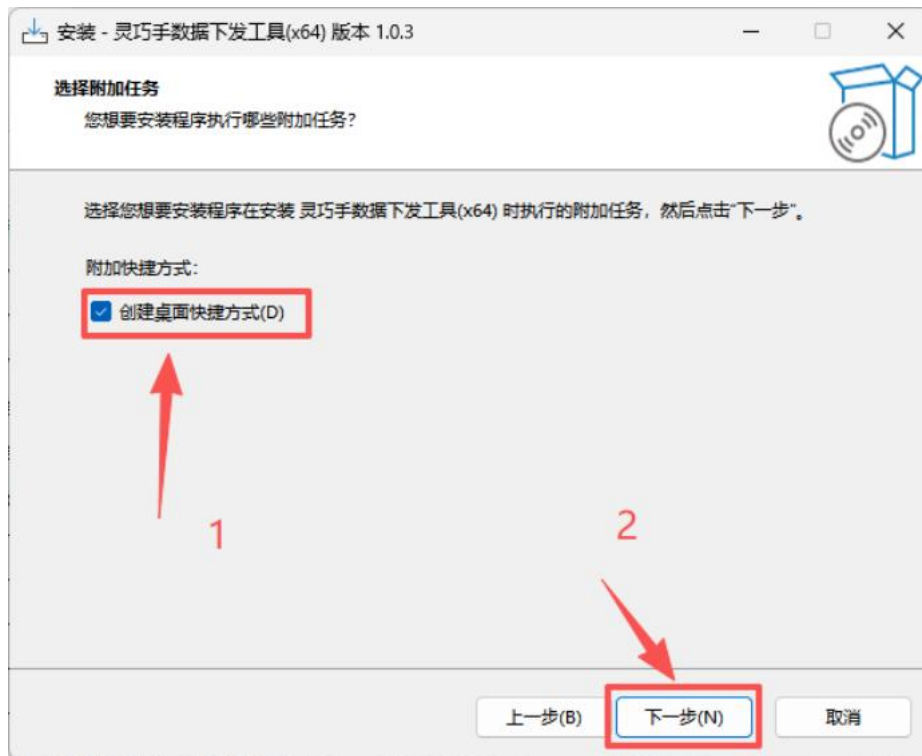 安装 - 灵巧手数据下发工具(x64) 版本 1.0.3
选择附加任务
您想要安装程序执行哪些附加任务?
选择您想要安装程序在安装 灵巧手数据下发工具(x64) 时执行的附加任务，然后点击“下一步”。
附加快捷方式:
创建桌面快捷方式(D)
1
2
上一步(B)
下一步(N)
取消